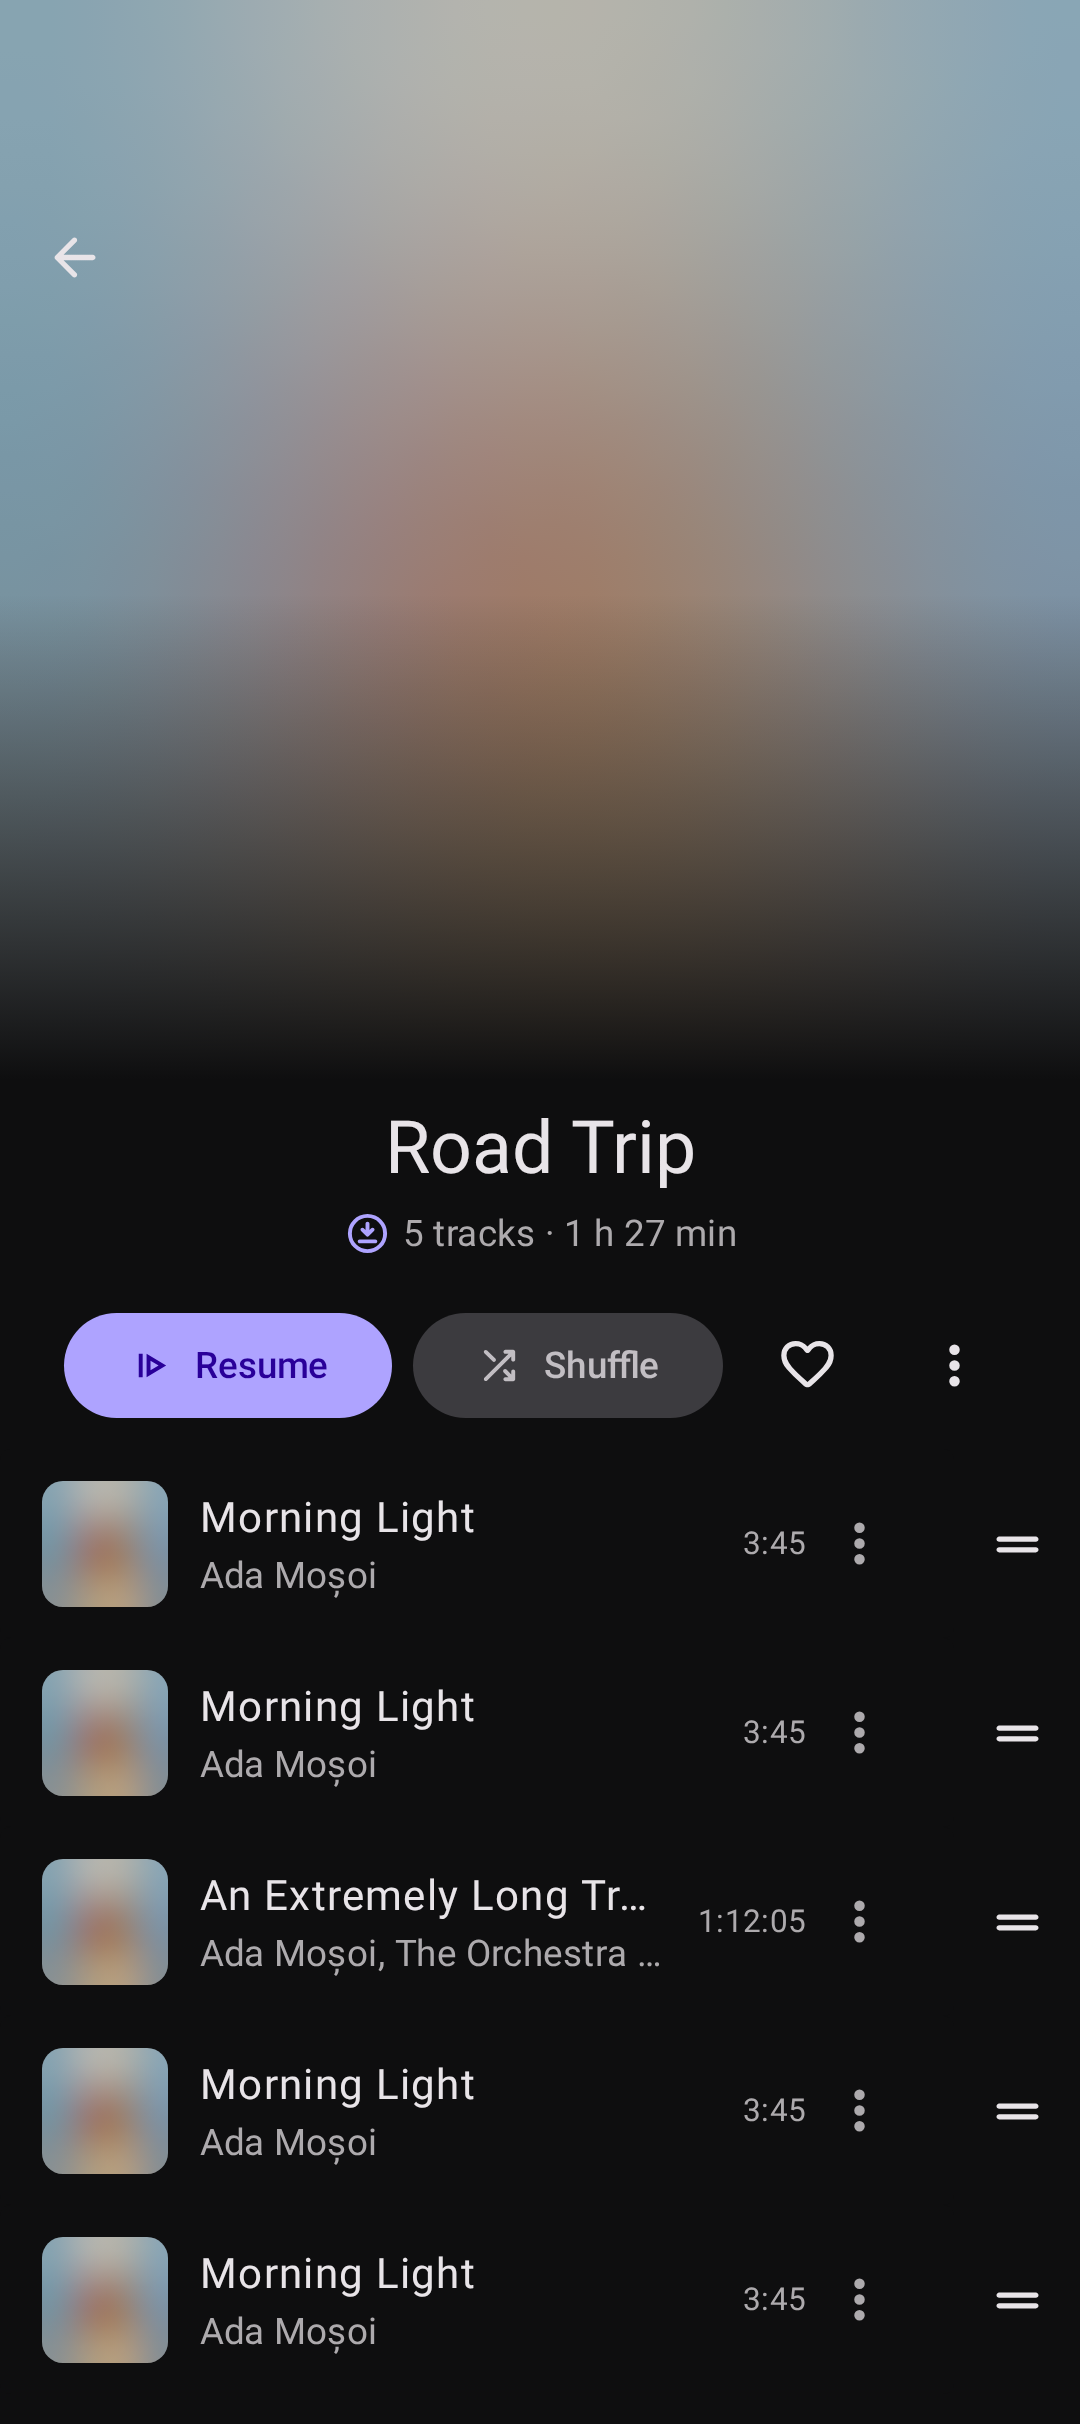 Road Trip
5 tracks · 1 h 27 min
Resume
Shuffle
Morning Light
3:45
Ada Moșoi
Morning Light
3:45
Ada Moșoi
An Extremely Long Tr…
1:12:05
Ada Moșoi, The Orchestra …
Morning Light
3:45
Ada Moșoi
Morning Light
3:45
Ada Moșoi